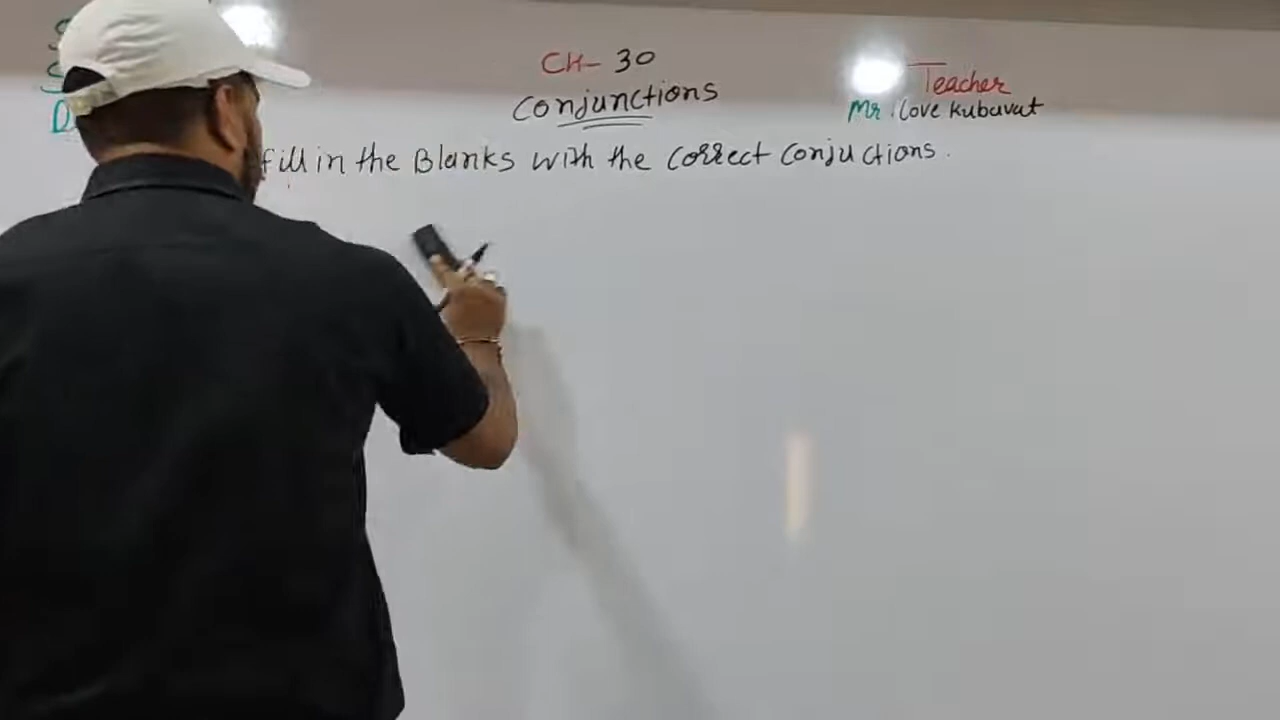 CH- 30
Conjunctions
Teacher
Mr. Love Kubavat
fill in the Blanks with the correct conjuctions.